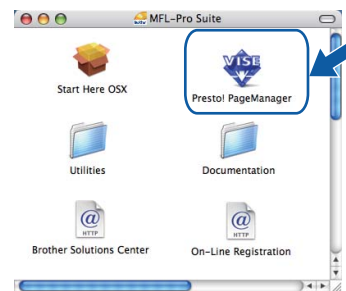 MFL-Pro Suite
VISE
Start Here OSX
Presto! PageManager
Utilities
Documentation
@
HTTP
@
HTTP
Brother Solutions Center
On-Line Registration